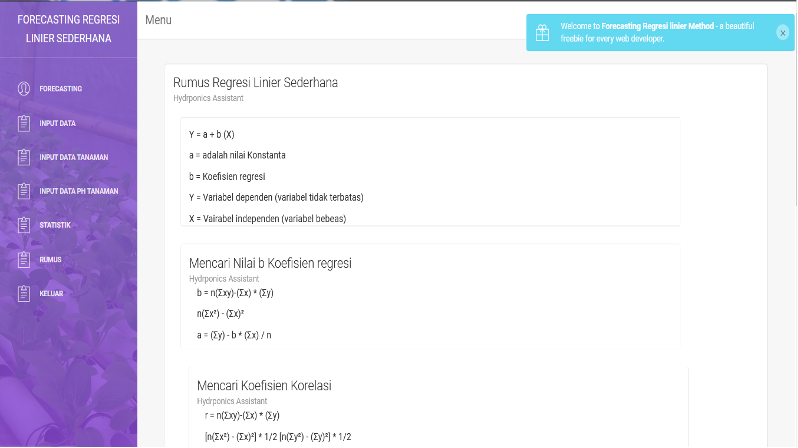 FORECASTING REGRESI
LINIER SEDERHANA
FORECASTING
INPUT DATA
INPUT DATA TANAMAN
INPUT DATA PH TANAMAN
STATISTIK
RUMUS
KELUAR
Menu
Welcome to Forecasting Regresi linier Method - a beautiful
freebie for every web developer.
x
Rumus Regresi Linier Sederhana
Hydrponics Assistant
Y = a + b (X)
a = adalah nilai Konstanta
b = Koefisien regresi
Y = Variabel dependen (variabel tidak terbatas)
X = Vairabel independen (variabel bebeas)
Mencari Nilai b Koefisien regresi
Hydrponics Assistant
b = n(Σxy)-(Σx) * (Σy)
n(Σx²) - (Σx)²
a = (Σy) - b * (Σx) / n
Mencari Koefisien Korelasi
Hydrponics Assistant
r = n(Σxy)-(Σx) * (Σy)
[n(Σx²) - (Σx)²] * 1/2 [n(Σy²) - (Σy)²] * 1/2